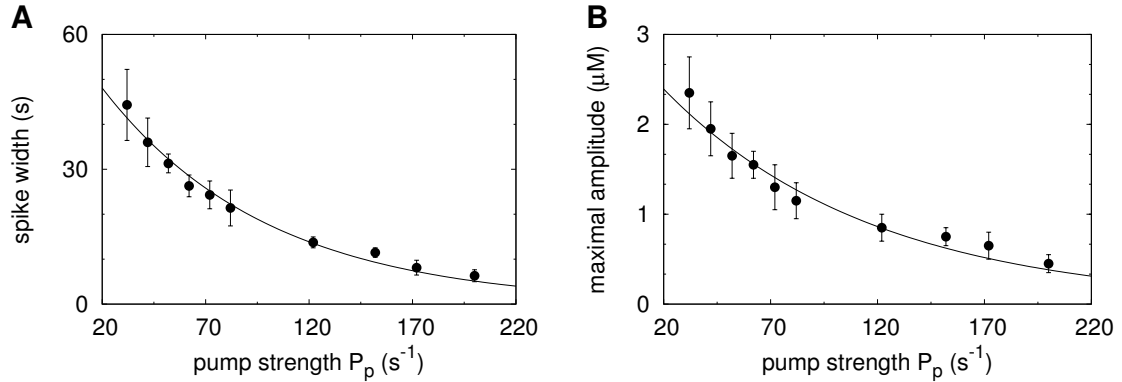 A
60
30
0
spike width (s)
20 70 120 170 220
pump strength P_p (s^-1)
B
3
2
1
0
maximal amplitude (μM)
20 70 120 170 220
pump strength P_p (s^-1)